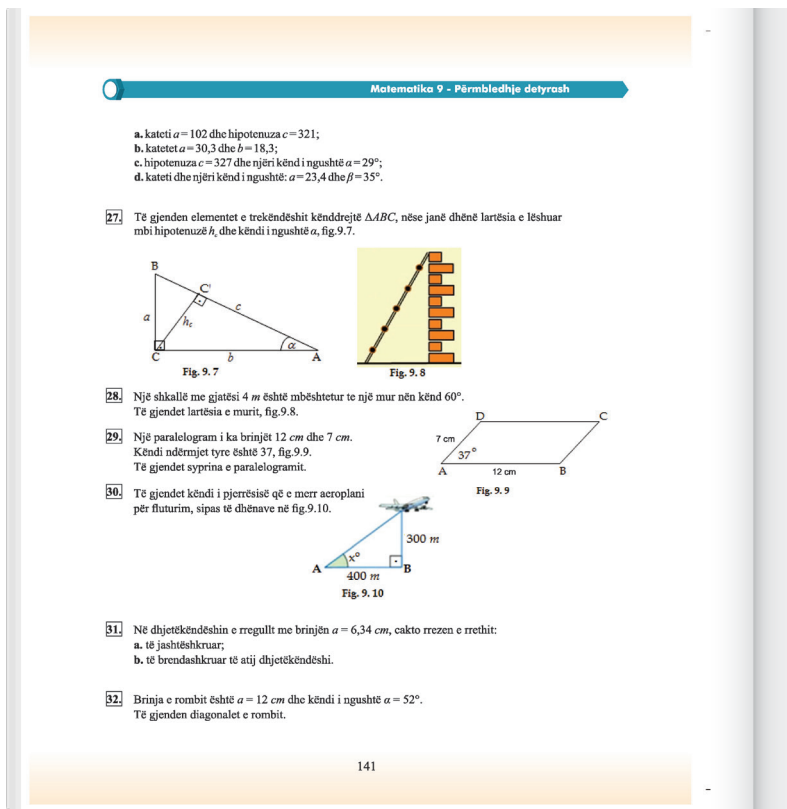 Matematika 9 - Përmbledhje detyrash
a. kateti a = 102 dhe hipotenuza c = 321;
b. katetet a = 30,3 dhe b = 18,3;
c. hipotenuza c = 327 dhe njëri kënd i ngushtë α = 29°;
d. kateti dhe njëri kënd i ngushtë: a = 23,4 dhe β = 35°.
27. Të gjenden elementet e trekëndëshit kënddrejtë ΔABC, nëse janë dhënë lartësia e lëshuar
mbi hipotenuzë h꜀ dhe këndi i ngushtë α, fig.9.7.
B
C'
c
a
h꜀
α
C
b
A
Fig. 9. 7
Fig. 9. 8
28. Një shkallë me gjatësi 4 m është mbështetur te një mur nën kënd 60°.
Të gjendet lartësia e murit, fig.9.8.
29. Një paralelogram i ka brinjët 12 cm dhe 7 cm.
Këndi ndërmjet tyre është 37, fig.9.9.
Të gjendet syprina e paralelogramit.
D
C
7 cm
37°
A
12 cm
B
Fig. 9. 9
30. Të gjendet këndi i pjerrësisë që e merr aeroplani
për fluturim, sipas të dhënave në fig.9.10.
300 m
x°
A
B
400 m
Fig. 9. 10
31. Në dhjetëkëndëshin e rregullt me brinjën a = 6,34 cm, cakto rrezen e rrethit:
a. të jashtëshkruar;
b. të brendashkruar të atij dhjetëkëndëshi.
32. Brinja e rombit është a = 12 cm dhe këndi i ngushtë α = 52°.
Të gjenden diagonalet e rombit.
141